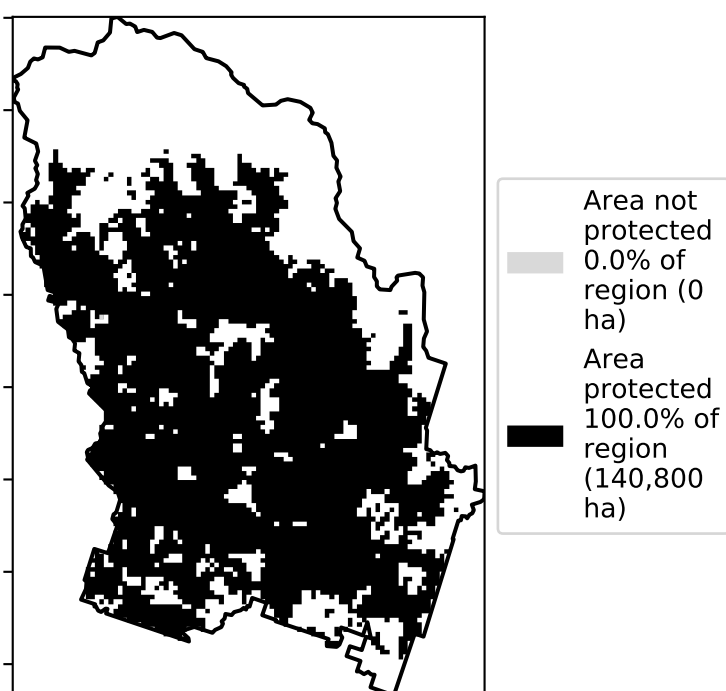 Area not
protected
0.0% of
region (0
ha)
Area
protected
100.0% of
region
(140,800
ha)